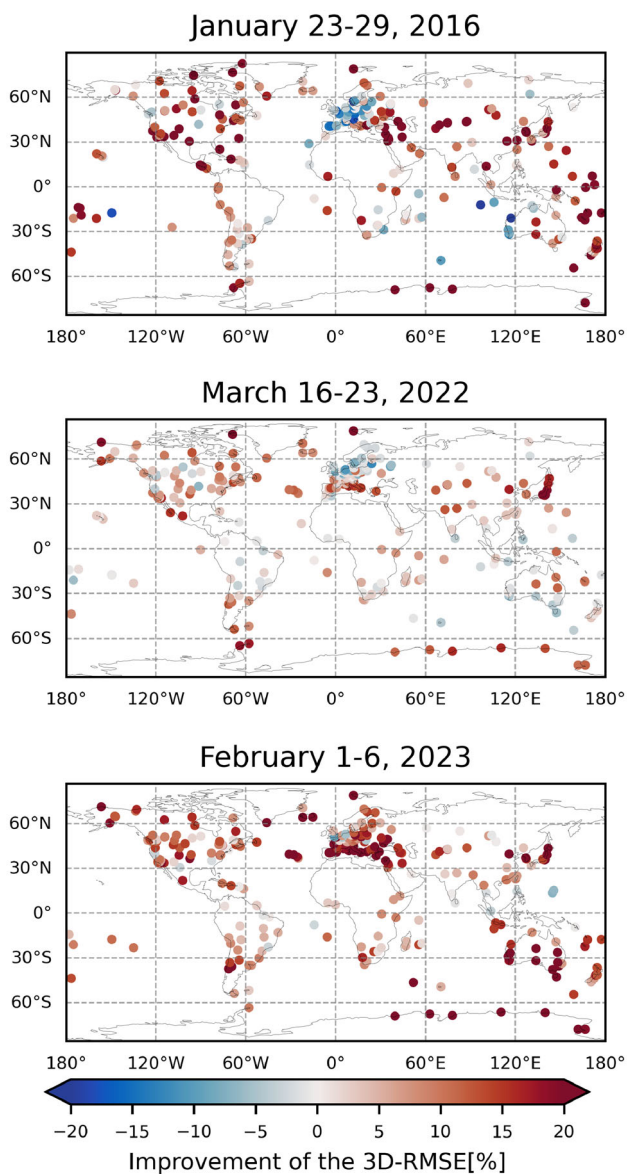 January 23-29, 2016
60°N
30°N
0°
30°S
60°S
180° 120°W 60°W 0° 60°E 120°E 180°
March 16-23, 2022
60°N
30°N
0°
30°S
60°S
180° 120°W 60°W 0° 60°E 120°E 180°
February 1-6, 2023
60°N
30°N
0°
30°S
60°S
180° 120°W 60°W 0° 60°E 120°E 180°
−20 −15 −10 −5 0 5 10 15 20
Improvement of the 3D-RMSE[%]